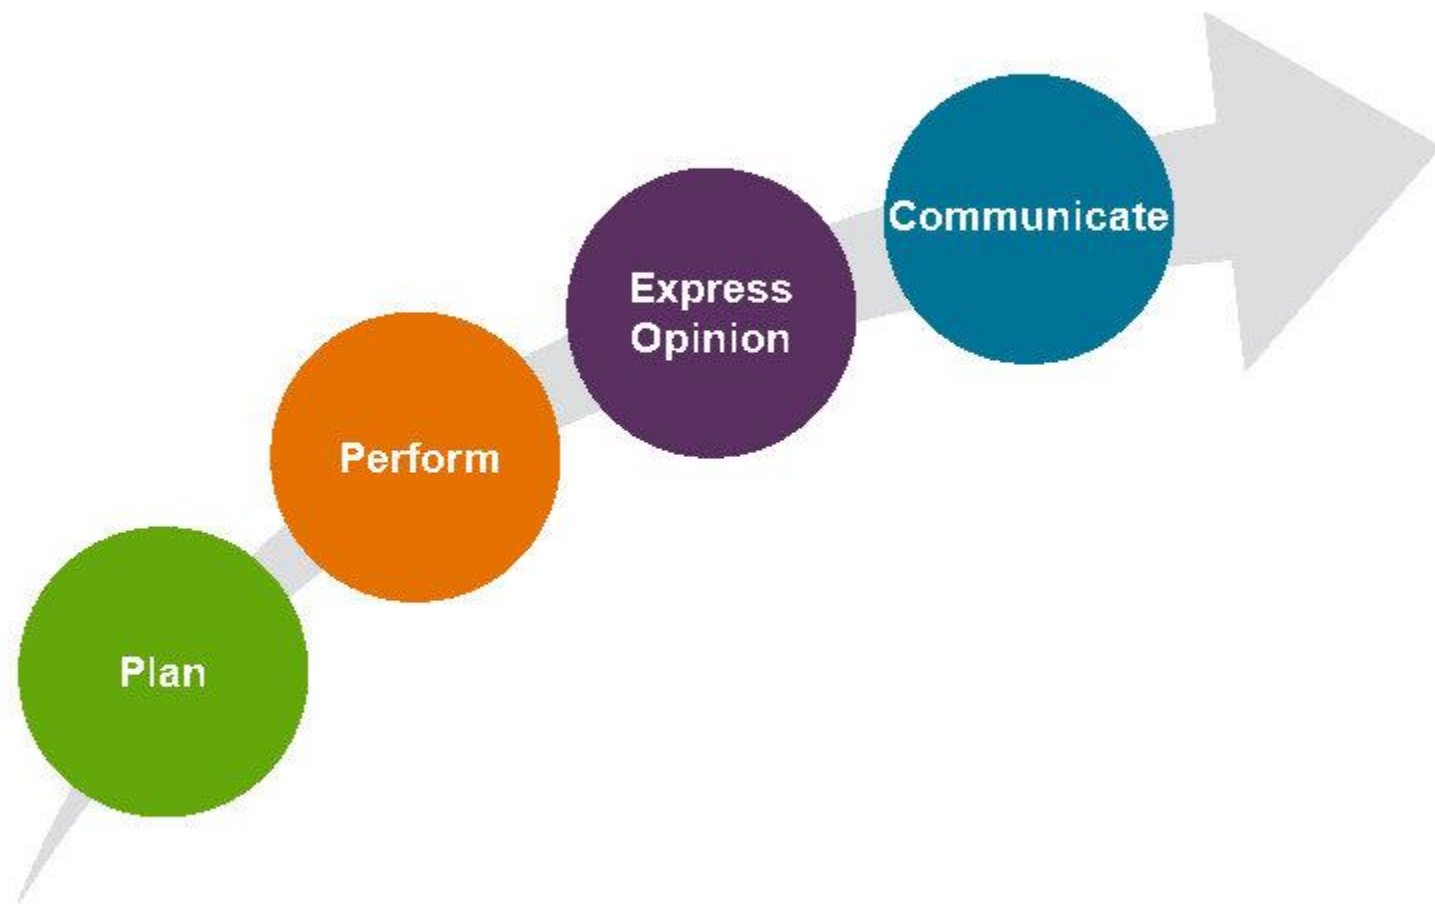 Plan
Perform
Express
Opinion
Communicate